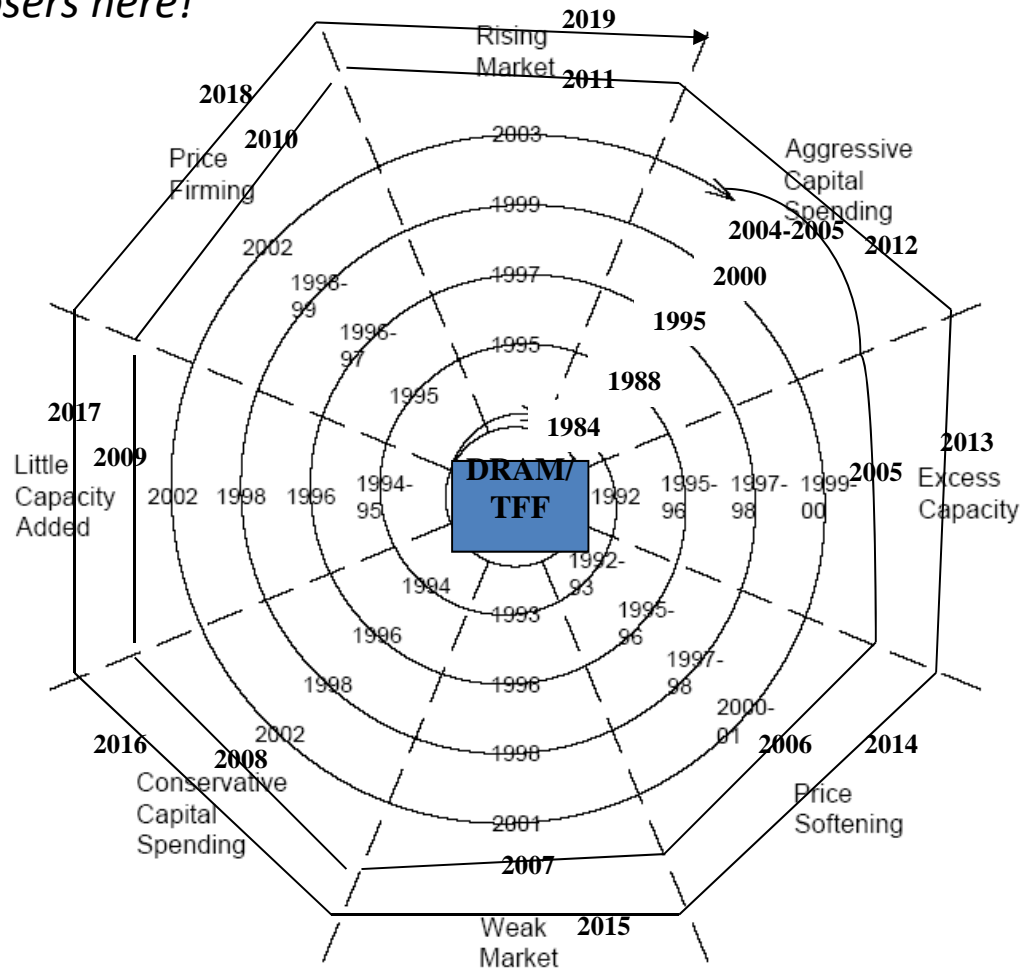 osers here!
2019
Rising
Market
2011
2018
2010
2003
Price
Firming
Aggressive
Capital
Spending
2004-2005
2012
1999
2002
2000
1997
1998-
99
1995
1996-
97
1995
1988
1995
1984
2017
2009
2013
Little
Capacity
Added
2002
1998
1996
1994-
95
DRAM/
TFF
1992
1995-
96
1997-
98
1999-
00
2005
Excess
Capacity
1992-
93
1994
1993
1995-
96
1996
1997-
98
1998
1996
2000-
01
2002
1998
2016
2008
2006
2014
Conservative
Capital
Spending
Price
Softening
2001
2007
Weak
Market
2015